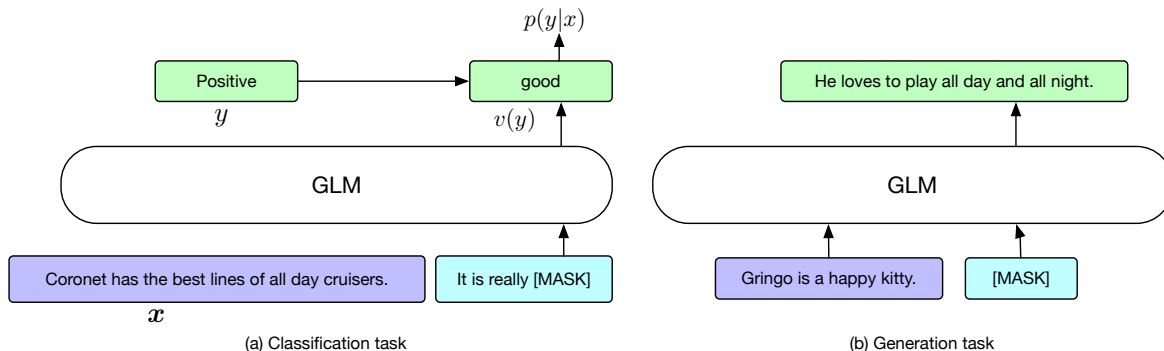 p(y|x)
Positive
good
He loves to play all day and all night.
y
v(y)
GLM
GLM
Coronet has the best lines of all day cruisers.
It is really [MASK]
Gringo is a happy kitty.
[MASK]
x
(a) Classification task
(b) Generation task